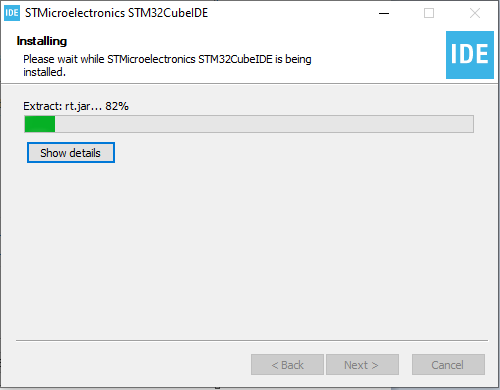 IDE STMicroelectronics STM32CubeIDE
Installing
Please wait while STMicroelectronics STM32CubeIDE is being
installed.
IDE
Extract: rt.jar... 82%
Show details
< Back Next > Cancel